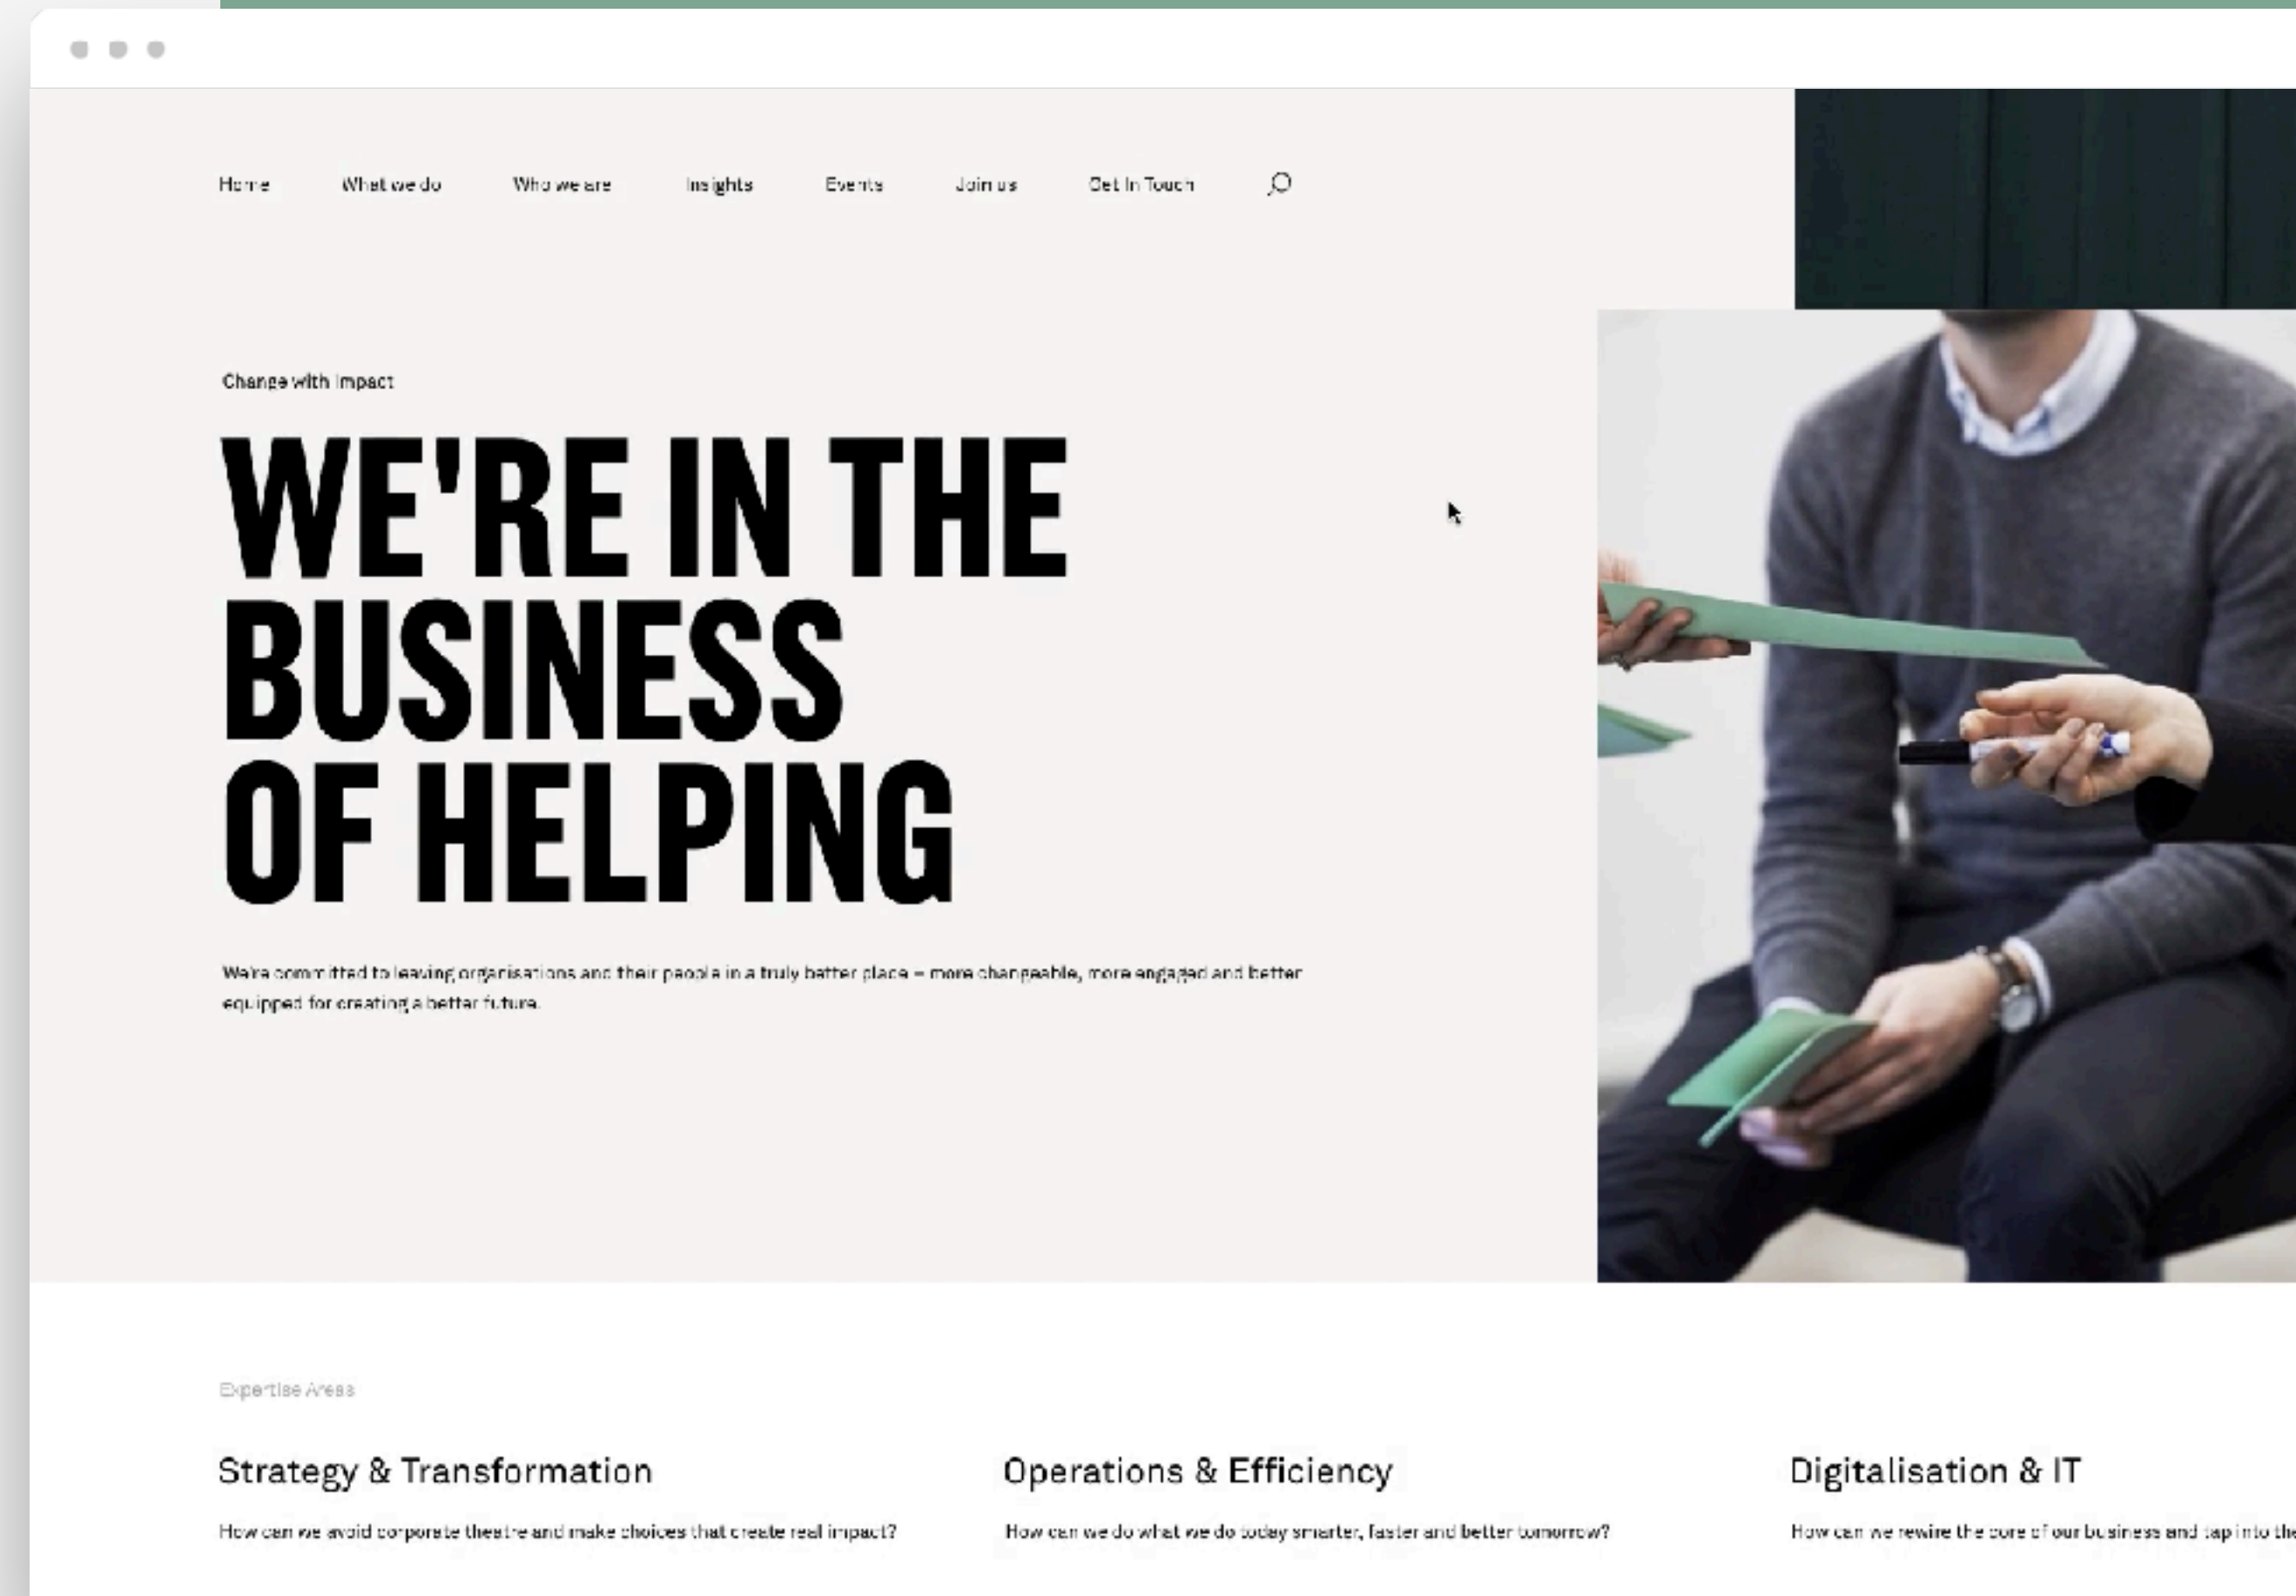 Home What we do Who we are Insights Events Join us Get In Touch
Change with impact
WE'RE IN THE
BUSINESS
OF HELPING
We're committed to leaving organisations and their people in a truly better place – more changeable, more engaged and better
equipped for creating a better future.
Expertise Areas
Strategy & Transformation Operations & Efficiency Digitalisation & IT
How can we avoid corporate theatre and make choices that create real impact? How can we do what we do today smarter, faster and better tomorrow? How can we rewire the core of our business and tap into the